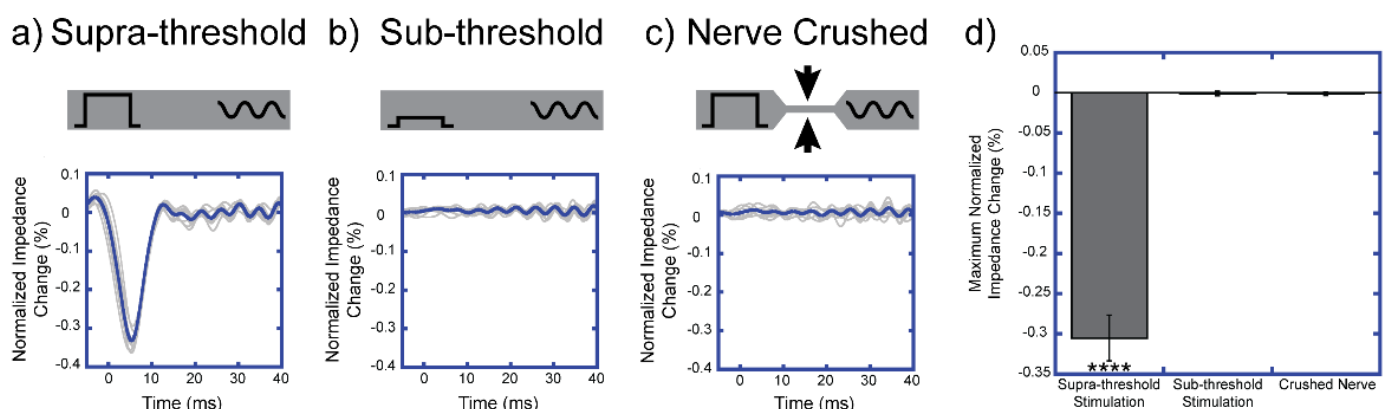 a) Supra-threshold
b) Sub-threshold
c) Nerve Crushed
d)
Normalized Impedance
Change (%)
0.1
0
-0.1
-0.2
-0.3
-0.4
0
10
20
30
40
Time (ms)
Normalized Impedance
Change (%)
0.1
0
-0.1
-0.2
-0.3
-0.4
0
10
20
30
40
Time (ms)
Normalized Impedance
Change (%)
0.1
0
-0.1
-0.2
-0.3
-0.4
0
10
20
30
40
Time (ms)
Maximum Normalized
Impedance Change (%)
0.05
0
-0.05
-0.1
-0.15
-0.2
-0.25
-0.3
-0.35
****
Supra-threshold
Stimulation
Sub-threshold
Stimulation
Crushed Nerve